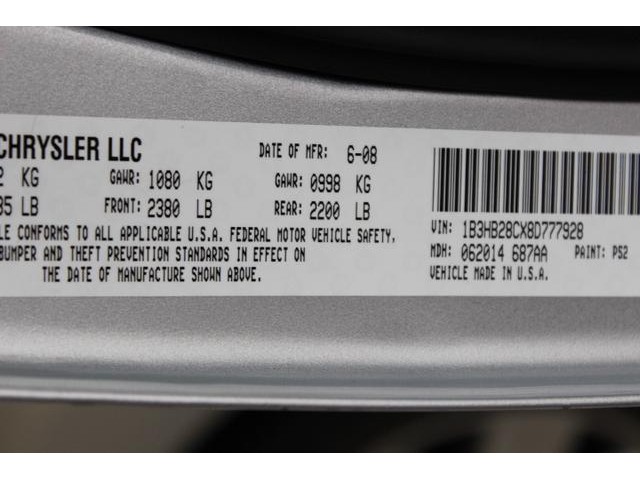 CHRYSLER LLC DATE OF MFR: 6-08
2 KG GAWR: 1080 KG GAWR: 0998 KG
85 LB FRONT: 2380 LB REAR: 2200 LB
LE CONFORMS TO ALL APPLICABLE U.S.A. FEDERAL MOTOR VEHICLE SAFETY,
BUMPER AND THEFT PREVENTION STANDARDS IN EFFECT ON
THE DATE OF MANUFACTURE SHOWN ABOVE.
VIN: 1B3HB28CX8D777928
MDH: 062014 687AA PAINT: PS2
VEHICLE MADE IN U.S.A.